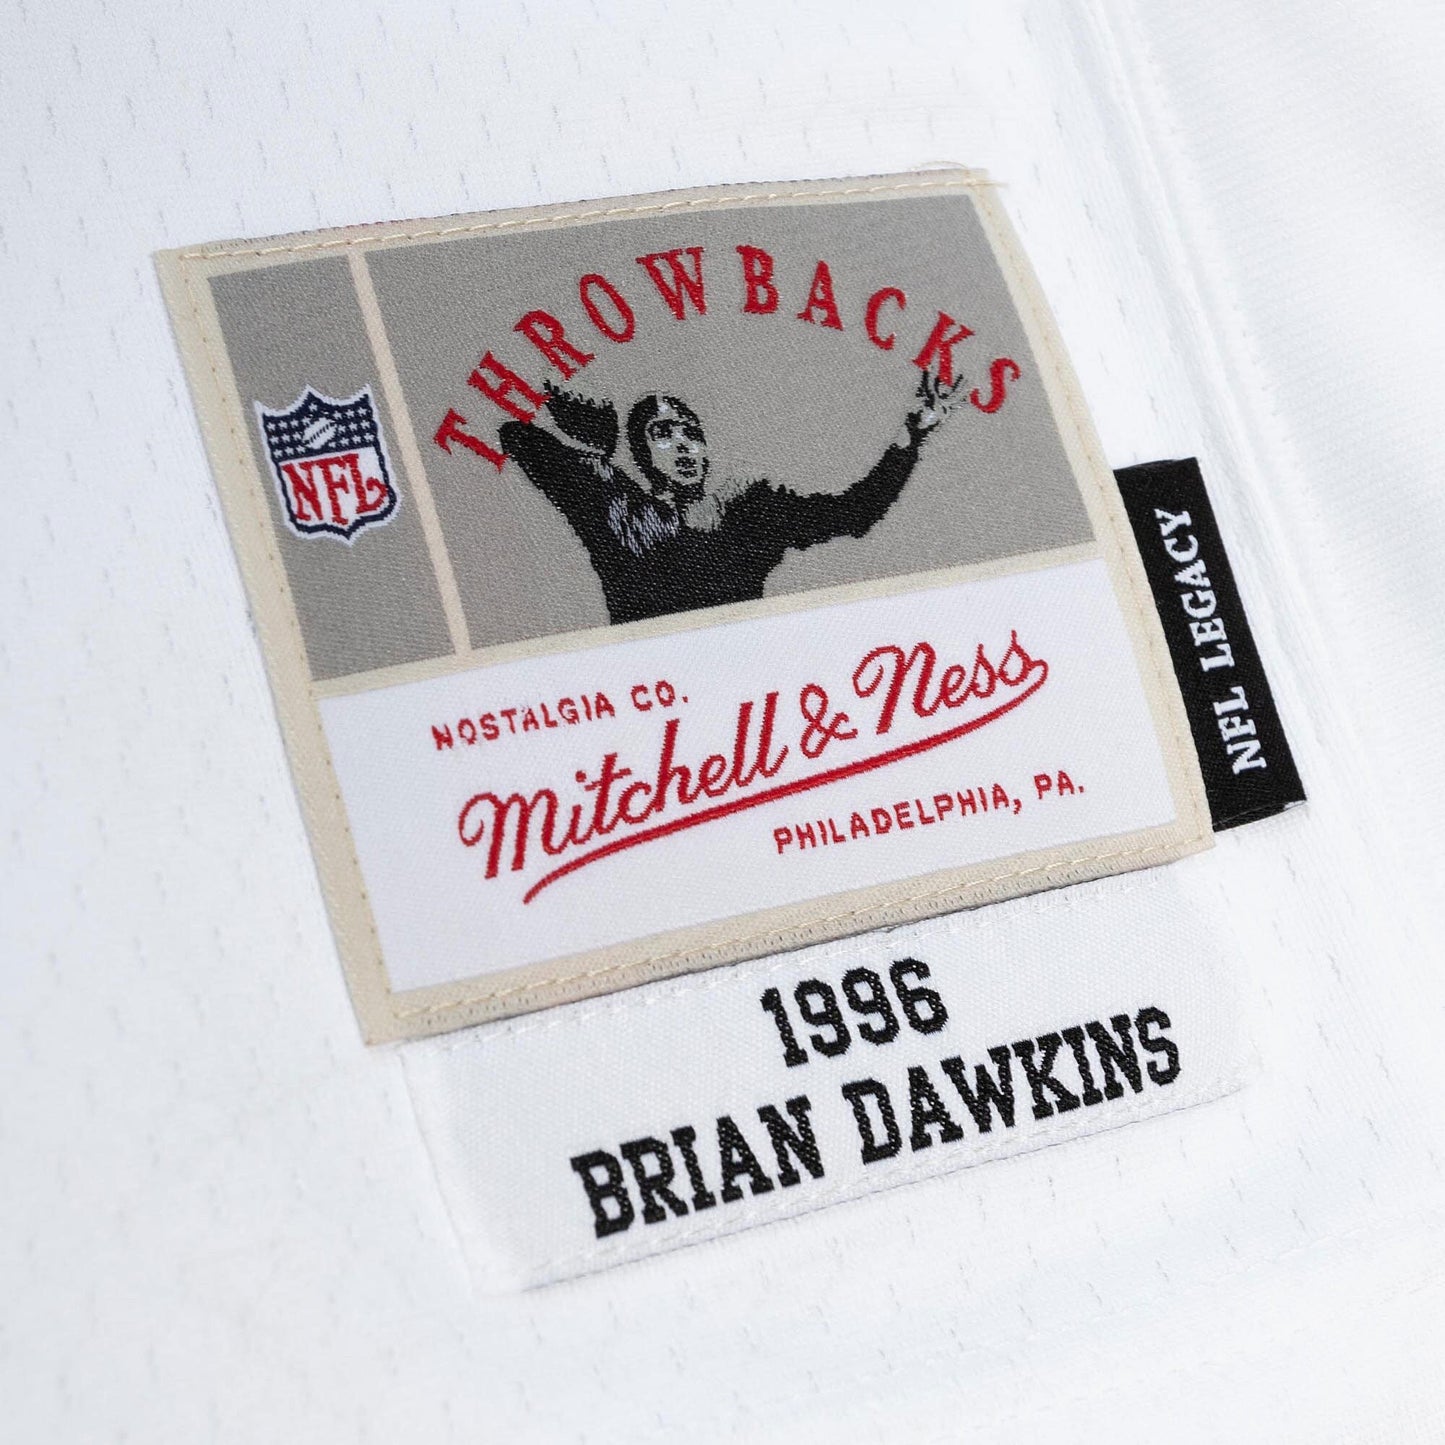 THROWBACKS
NFL
NOSTALGIA CO.
Mitchell & Ness
PHILADELPHIA, PA.
NFL LEGACY
1996
BRIAN DAWKINS